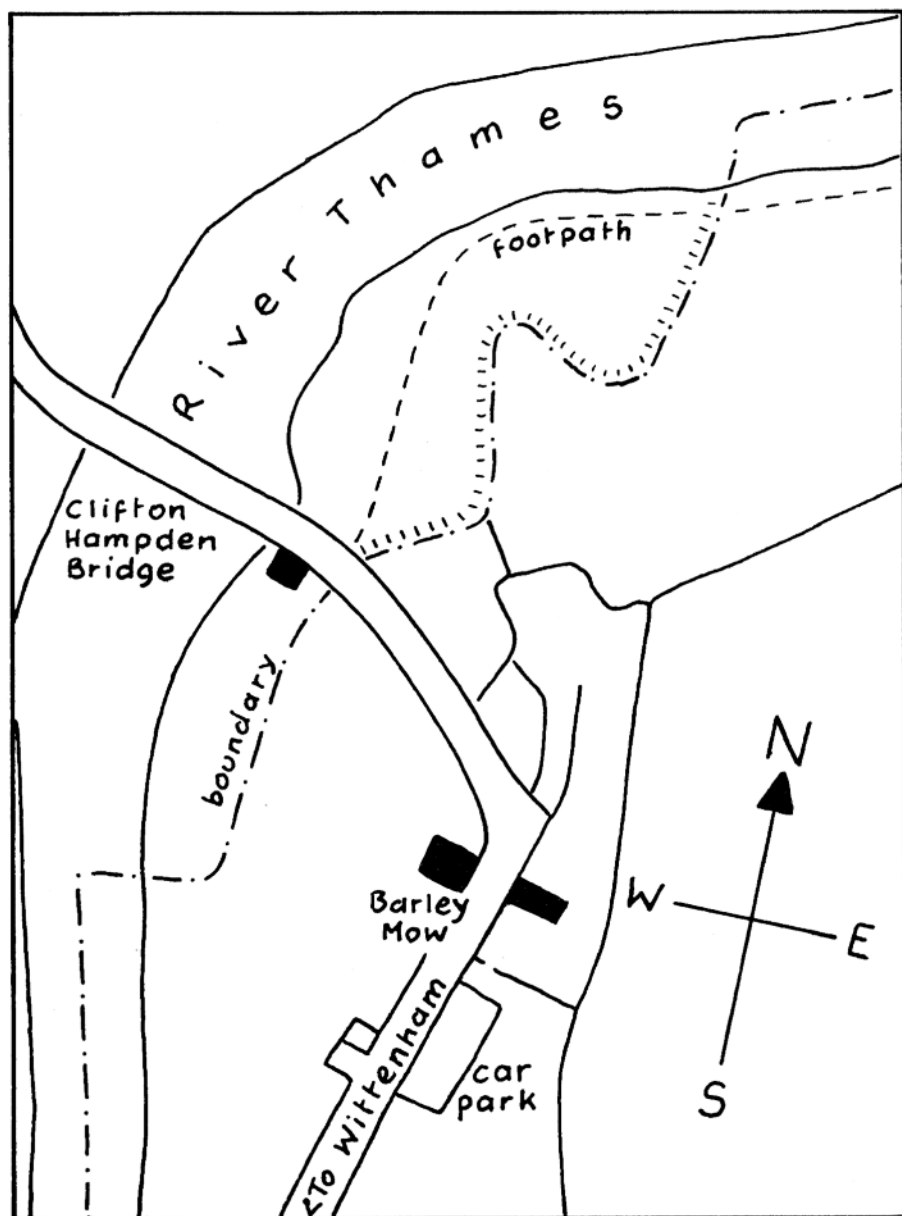 River Thames
footpath
Clifton
Hampden
Bridge
boundary
N
W
E
S
Barley
Mow
car
park
<To Wittenham